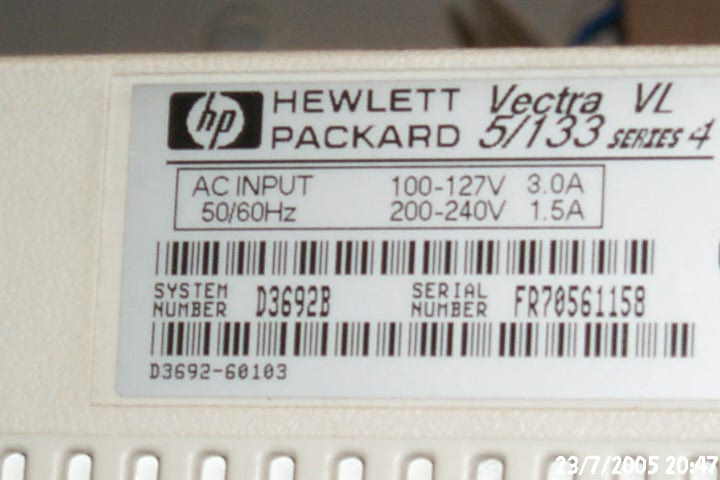 hp HEWLETT PACKARD Vectra VL
5/133 SERIES 4
AC INPUT 100-127V 3.0A
50/60Hz 200-240V 1.5A
SYSTEM NUMBER D3692B SERIAL NUMBER FR70561158
D3692-60103
23/7/2005 20:47